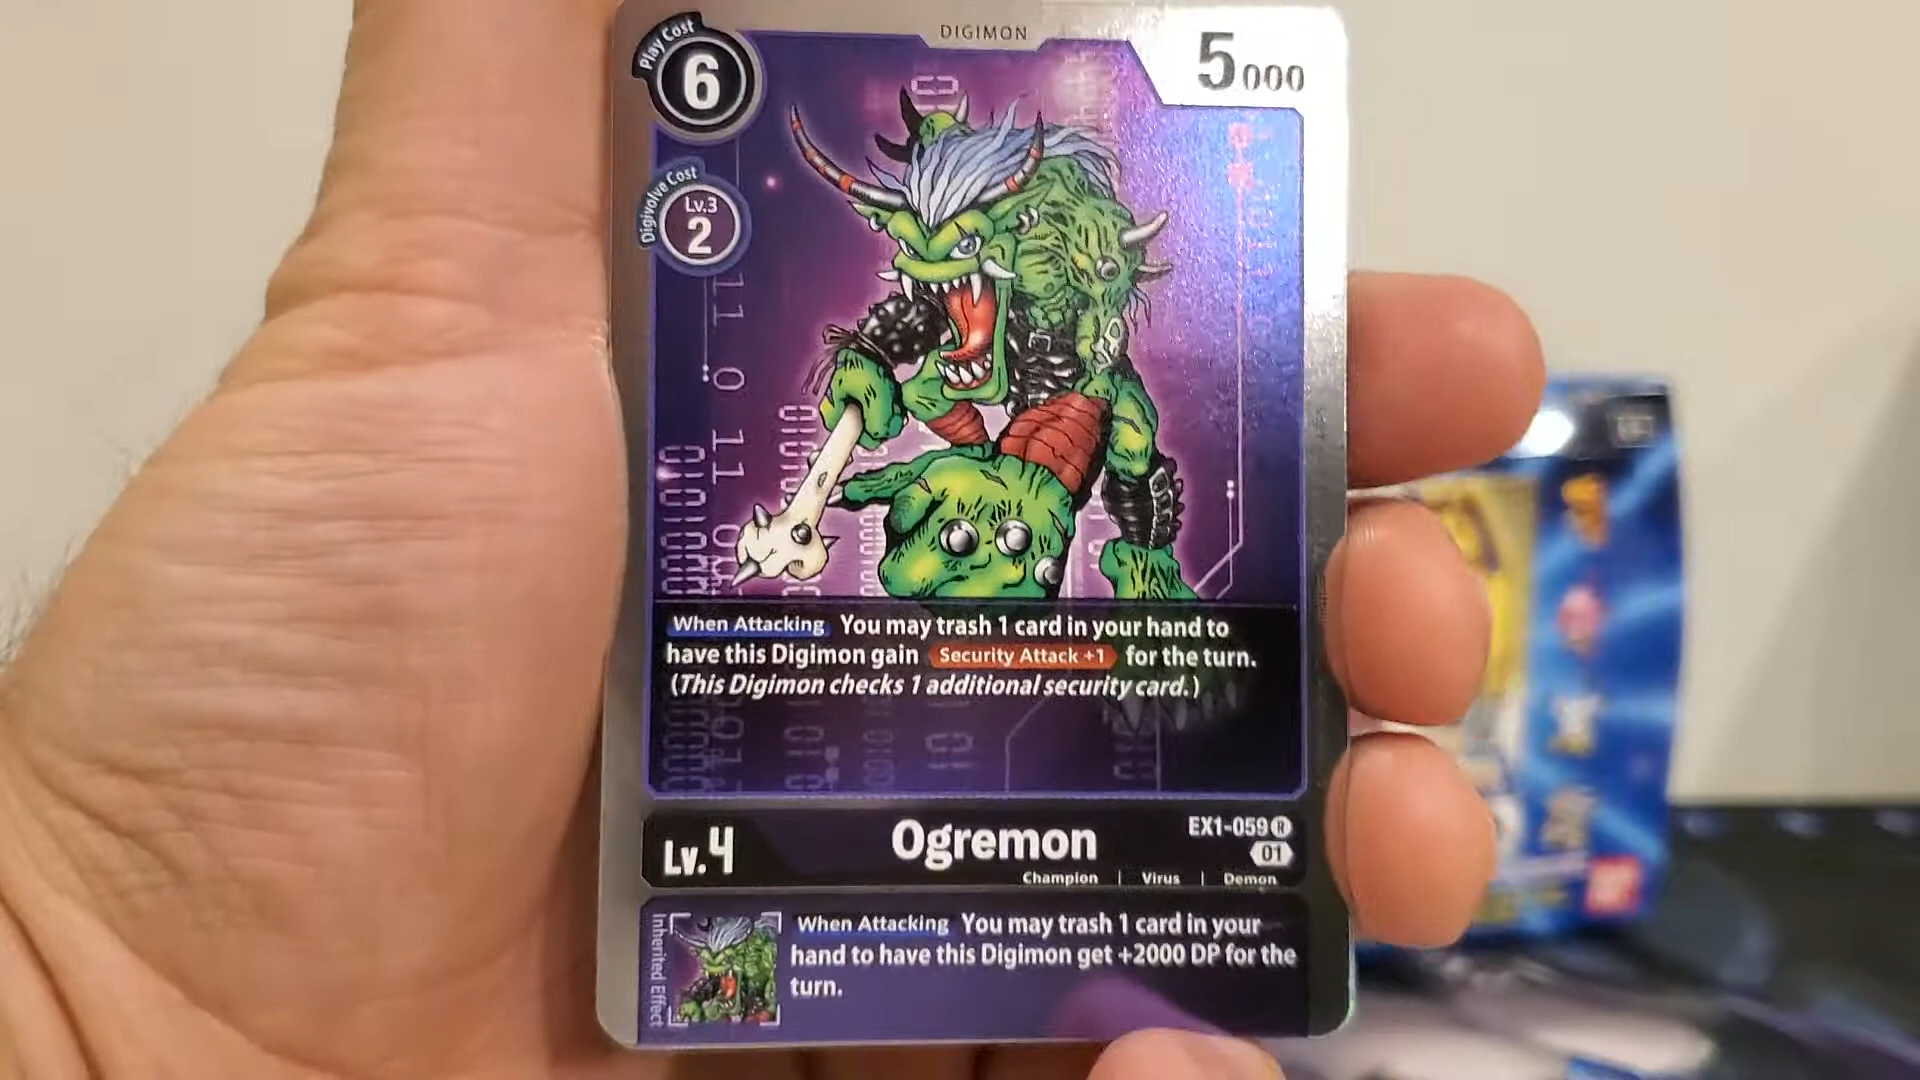 DIGIMON
Play Cost
6
5000
Digivolve Cost
Lv.3
2
When Attacking You may trash 1 card in your hand to
have this Digimon gain Security Attack +1 for the turn.
(This Digimon checks 1 additional security card.)
Lv.4
Ogremon
EX1-059 R
01
Champion | Virus | Demon
Inherited Effect
When Attacking You may trash 1 card in your
hand to have this Digimon get +2000 DP for the
turn.